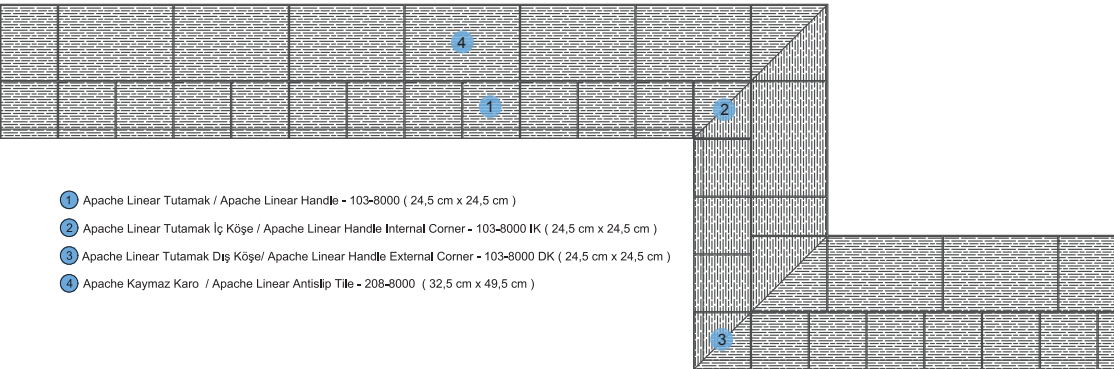 4
1
2
3
1 Apache Linear Tutamak / Apache Linear Handle - 103-8000 ( 24,5 cm x 24,5 cm )
2 Apache Linear Tutamak İç Köşe / Apache Linear Handle Internal Corner - 103-8000 IK ( 24,5 cm x 24,5 cm )
3 Apache Linear Tutamak Dış Köşe/ Apache Linear Handle External Corner - 103-8000 DK ( 24,5 cm x 24,5 cm )
4 Apache Kaymaz Karo / Apache Linear Antislip Tile - 208-8000 ( 32,5 cm x 49,5 cm )